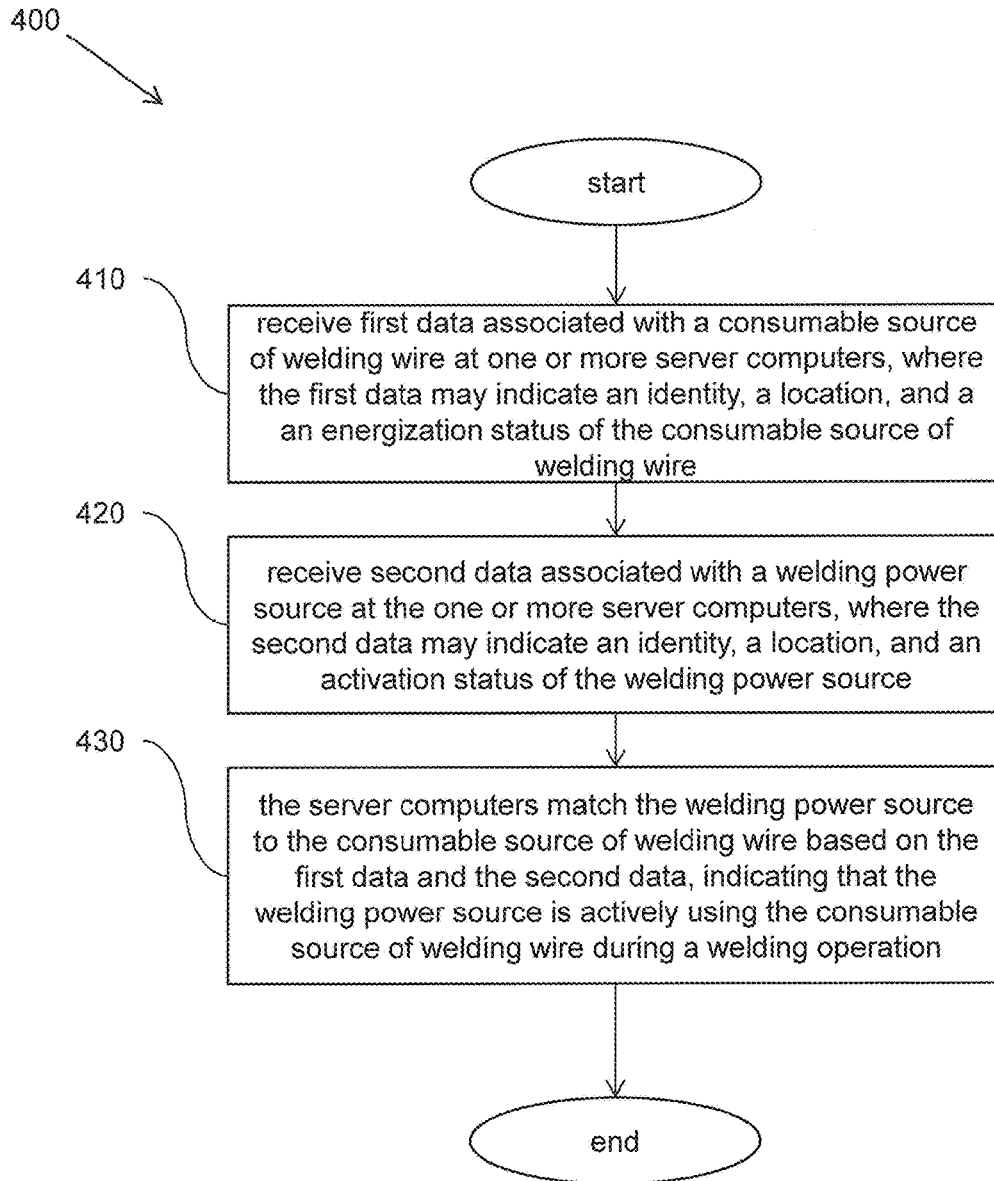 400
start
410
receive first data associated with a consumable source
of welding wire at one or more server computers, where
the first data may indicate an identity, a location, and a
an energization status of the consumable source of
welding wire
420
receive second data associated with a welding power
source at the one or more server computers, where the
second data may indicate an identity, a location, and an
activation status of the welding power source
430
the server computers match the welding power source
to the consumable source of welding wire based on the
first data and the second data, indicating that the
welding power source is actively using the consumable
source of welding wire during a welding operation
end